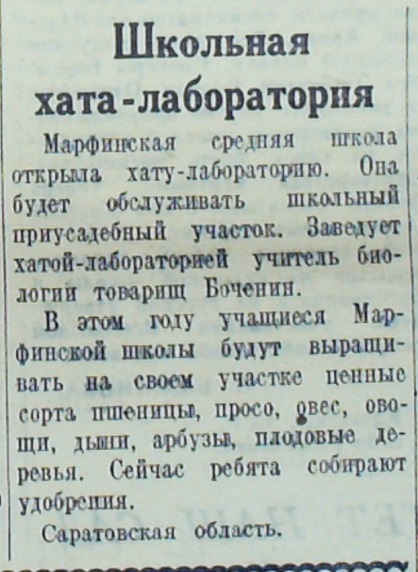 Школьная
хата-лаборатория
Марфинская средняя школа
открыла хату-лабораторию. Она
будет обслуживать школьный
приусадебный участок. Заведует
хатой-лабораторией учитель био-
логии товарищ Боченин.
В этом году учащиеся Мар-
финской школы будут выращи-
вать на своем участке ценные
сорта пшеницы, просо, овес, ово-
щи, дыни, арбузы, плодовые де-
ревья. Сейчас ребята собирают
удобрения.
Саратовская область.